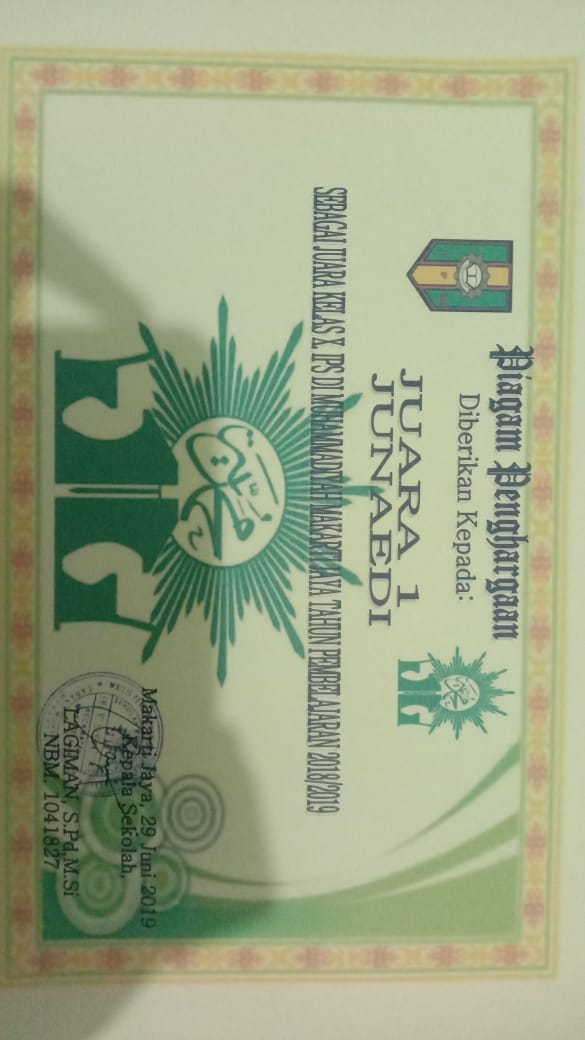 Piagam Penghargaan
Diberikan Kepada:
JUARA 1
JUNAEDI
SEBAGAI JUARA KELAS X. IPS DI MUHAMMADIYAH MAKARTI JAYA TAHUN PEMBELAJARAN 2018/2019
Makarti Jaya, 29 Juni 2019
Kepala Sekolah,
LAGIMAN, S.Pd,M.Si
NBM. 1041827